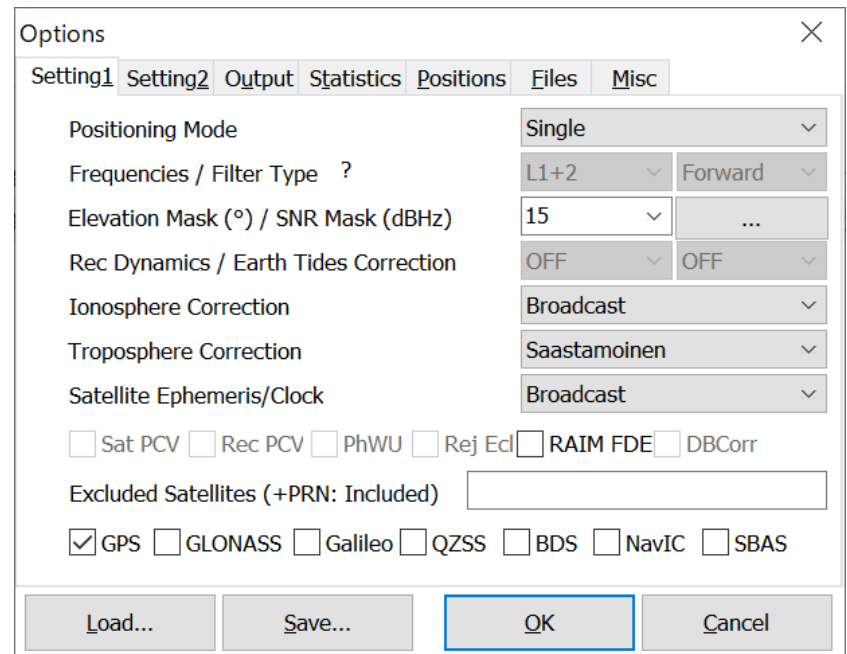 Options
Setting1 Setting2 Output Statistics Positions Files Misc
Positioning Mode Single
Frequencies / Filter Type ? L1+2 Forward
Elevation Mask (°) / SNR Mask (dBHz) 15 ...
Rec Dynamics / Earth Tides Correction OFF OFF
Ionosphere Correction Broadcast
Troposphere Correction Saastamoinen
Satellite Ephemeris/Clock Broadcast
Sat PCV Rec PCV PhWU Rej Ecl RAIM FDE DBCorr
Excluded Satellites (+PRN: Included)
GPS GLONASS Galileo QZSS BDS NavIC SBAS
Load... Save... OK Cancel